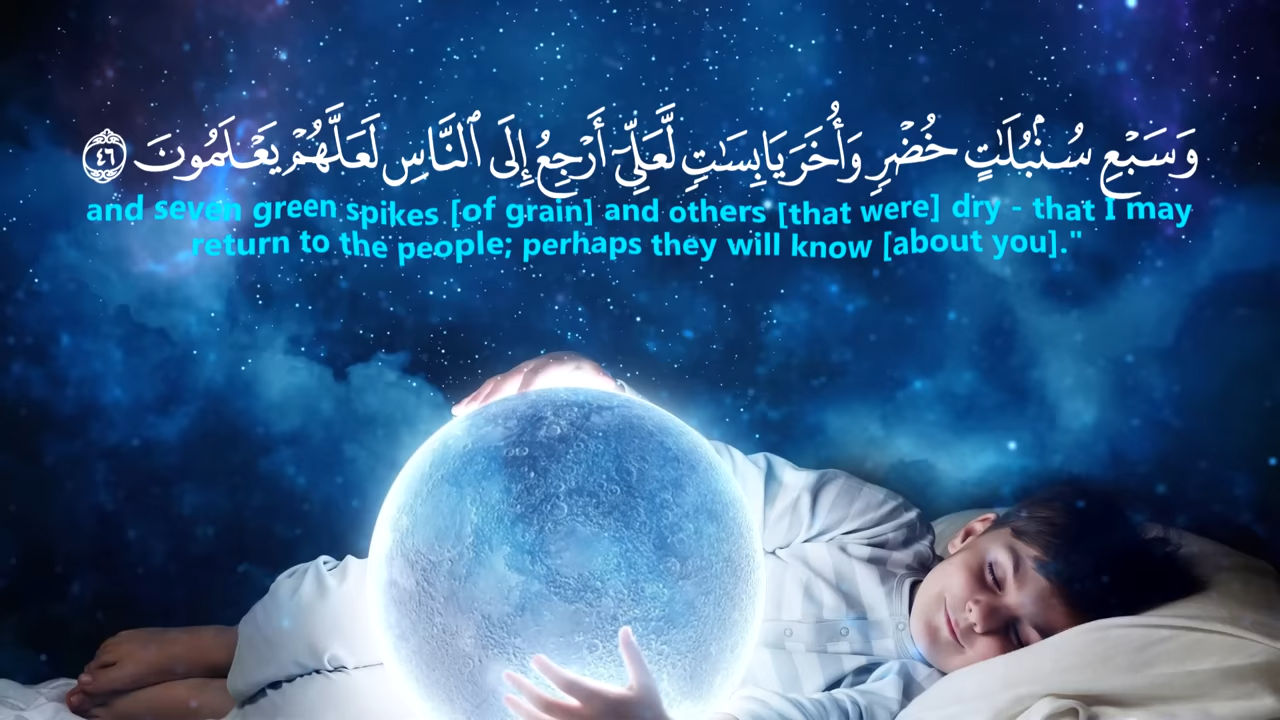 وَسَبْعِ سُنۢبُلَٰتٍ خُضْرٍ وَأُخَرَ يَابِسَٰتٍ لَّعَلِّىٓ أَرْجِعُ إِلَى ٱلنَّاسِ لَعَلَّهُمْ يَعْلَمُونَ ٤٦
and seven green spikes [of grain] and others [that were] dry - that I may
return to the people; perhaps they will know [about you]."